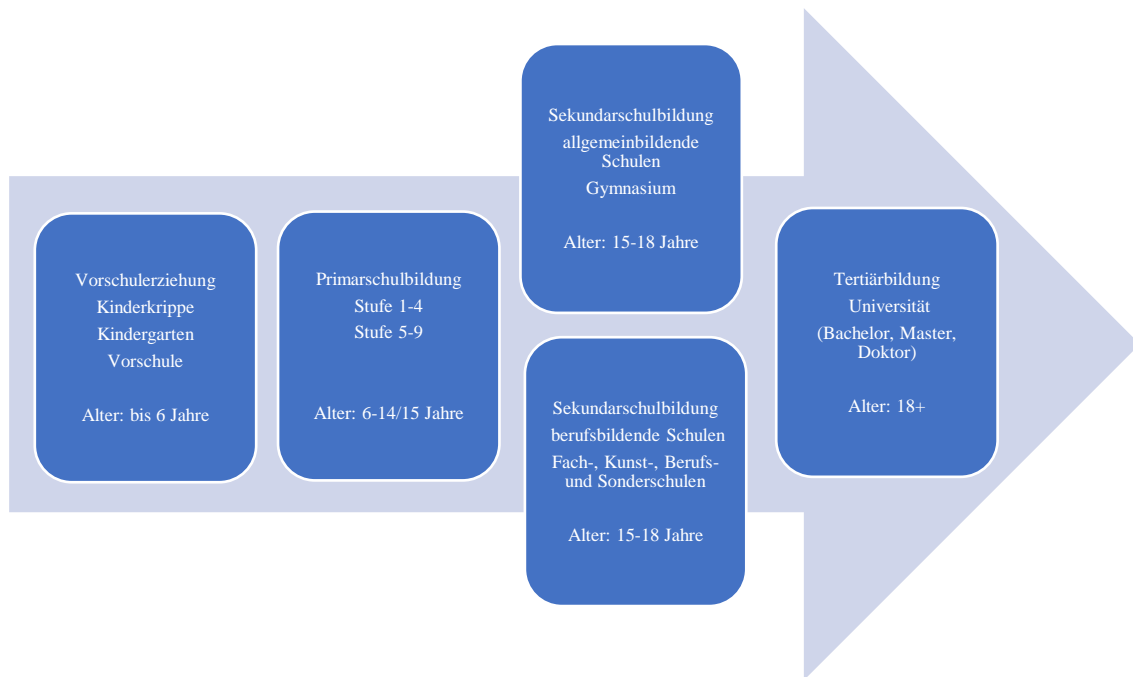 Vorschulerziehung
Kinderkrippe
Kindergarten
Vorschule
Alter: bis 6 Jahre
Primarschulbildung
Stufe 1-4
Stufe 5-9
Alter: 6-14/15 Jahre
Sekundarschulbildung
allgemeinbildende
Schulen
Gymnasium
Alter: 15-18 Jahre
Sekundarschulbildung
berufsbildende Schulen
Fach-, Kunst-, Berufs-
und Sonderschulen
Alter: 15-18 Jahre
Tertiärbildung
Universität
(Bachelor, Master,
Doktor)
Alter: 18+